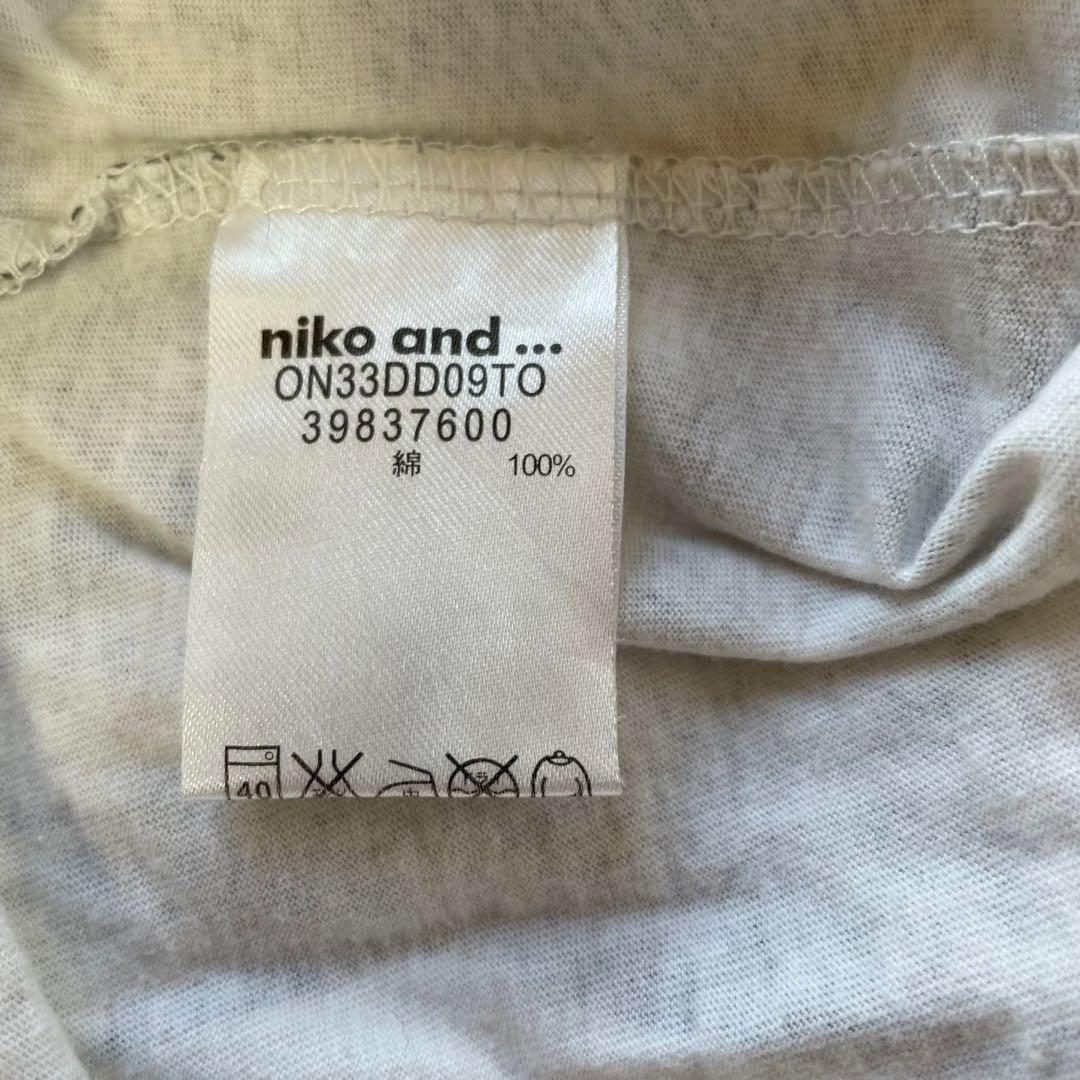 niko and ...
ON33DD09TO
39837600
綿 100%
40